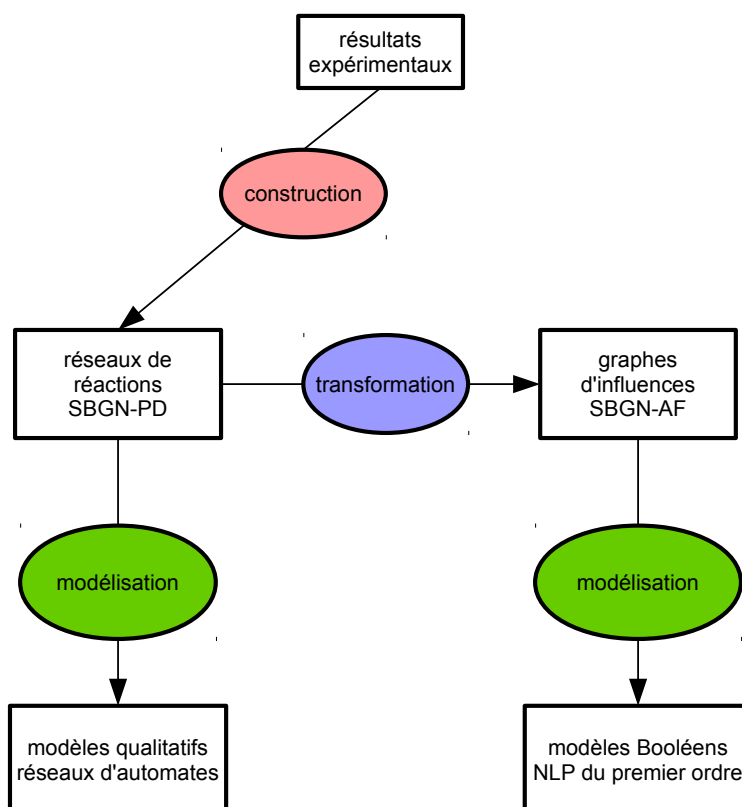 résultats
expérimentaux
construction
réseaux de
réactions
SBGN-PD
transformation
graphes
d'influences
SBGN-AF
modélisation
modélisation
modèles qualitatifs
réseaux d'automates
modèles Booléens
NLP du premier ordre